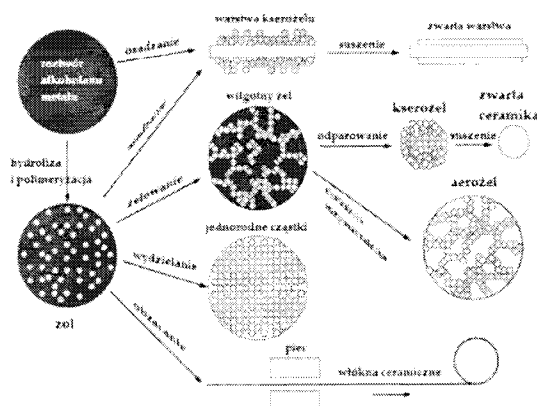 warstwa kserożelu
zwarta warstwa
osadzanie
suszenie
roztwór
alkoholanu
metalu
wilgotny żel
kserożel
zwarta
ceramika
odparowanie
suszenie
hydroliza
i polimeryzacja
żelowanie
aerożel
jednorodne cząstki
wydzielanie
zol
piec
włókna ceramiczne